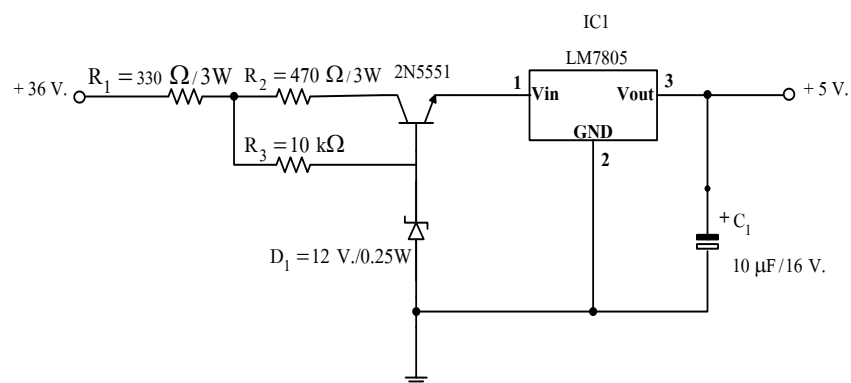 IC1
LM7805
R1 = 330 Ω/3W
R2 = 470 Ω/3W
2N5551
+ 36 V.
1
Vin
Vout
3
+ 5 V.
GND
2
R3 = 10 kΩ
D1 = 12 V./0.25W
+ C1
10 μF/16 V.